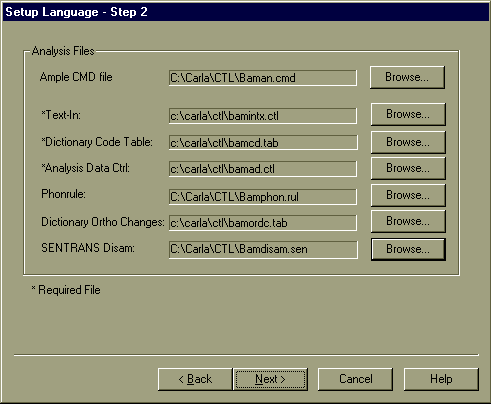 Setup Language - Step 2
Analysis Files
Ample CMD file C:\Carla\CTL\Baman.cmd Browse...
*Text-In: c:\carla\ctl\bamintx.ctl Browse...
*Dictionary Code Table: c:\carla\ctl\bamcd.tab Browse...
*Analysis Data Ctrl: c:\carla\ctl\bamad.ctl Browse...
Phonrule: C:\Carla\CTL\Bamphon.rul Browse...
Dictionary Ortho Changes: c:\carla\ctl\bamordc.tab Browse...
SENTRANS Disam: C:\Carla\CTL\Bamdisam.sen Browse...
* Required File
< Back Next > Cancel Help